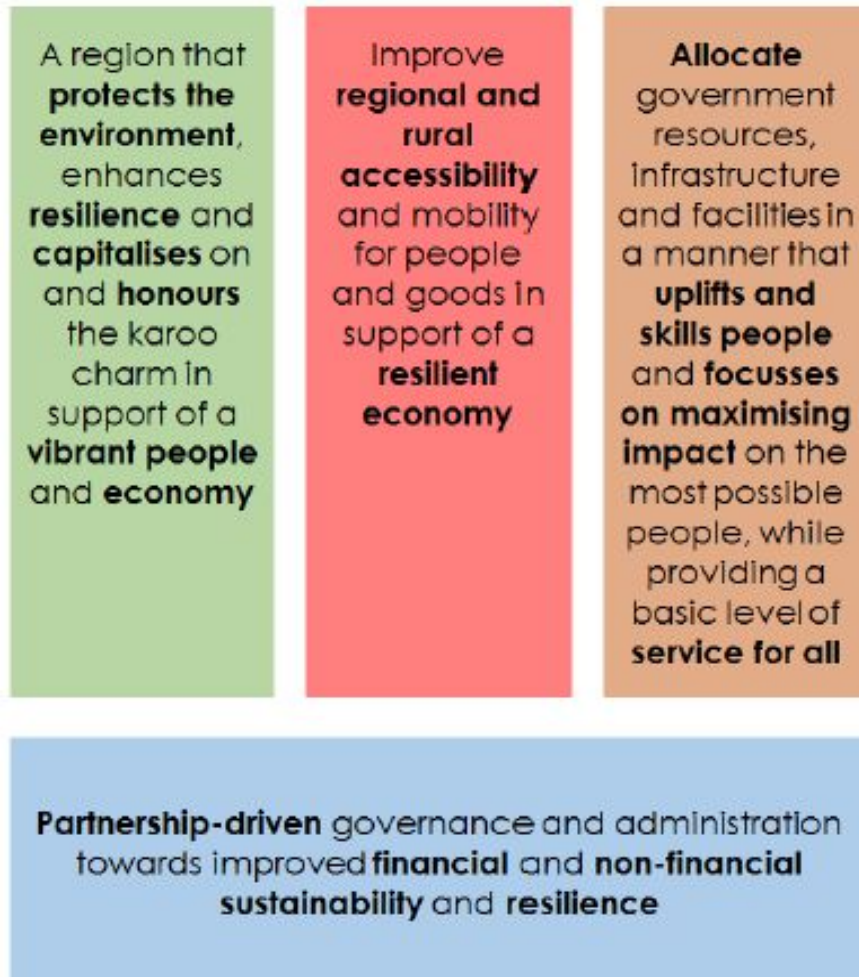 A region that
protects the
environment,
enhances
resilience and
capitalises on
and honours
the karoo
charm in
support of a
vibrant people
and economy
Improve
regional and
rural
accessibility
and mobility
for people
and goods in
support of a
resilient
economy
Allocate
government
resources,
infrastructure
and facilities in
a manner that
uplifts and
skills people
and focusses
on maximising
impact on the
most possible
people, while
providing a
basic level of
service for all
Partnership-driven governance and administration
towards improved financial and non-financial
sustainability and resilience